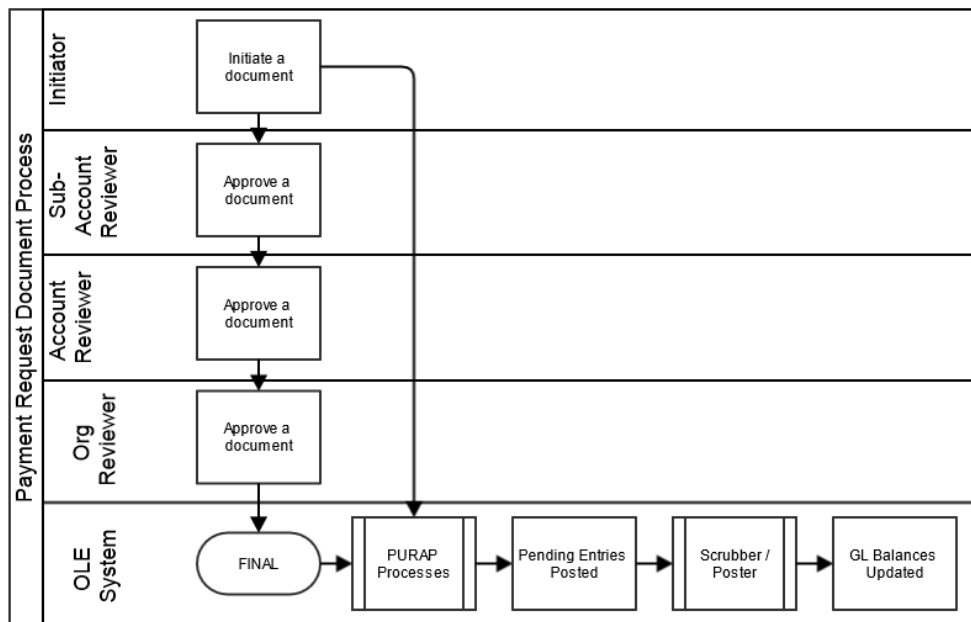 Payment Request Document Process
Initiator
Initiate a
document
Sub-
Account
Reviewer
Approve a
document
Account
Reviewer
Approve a
document
Org
Reviewer
Approve a
document
OLE
System
FINAL
PURAP
Processes
Pending Entries
Posted
Scrubber /
Poster
GL Balances
Updated